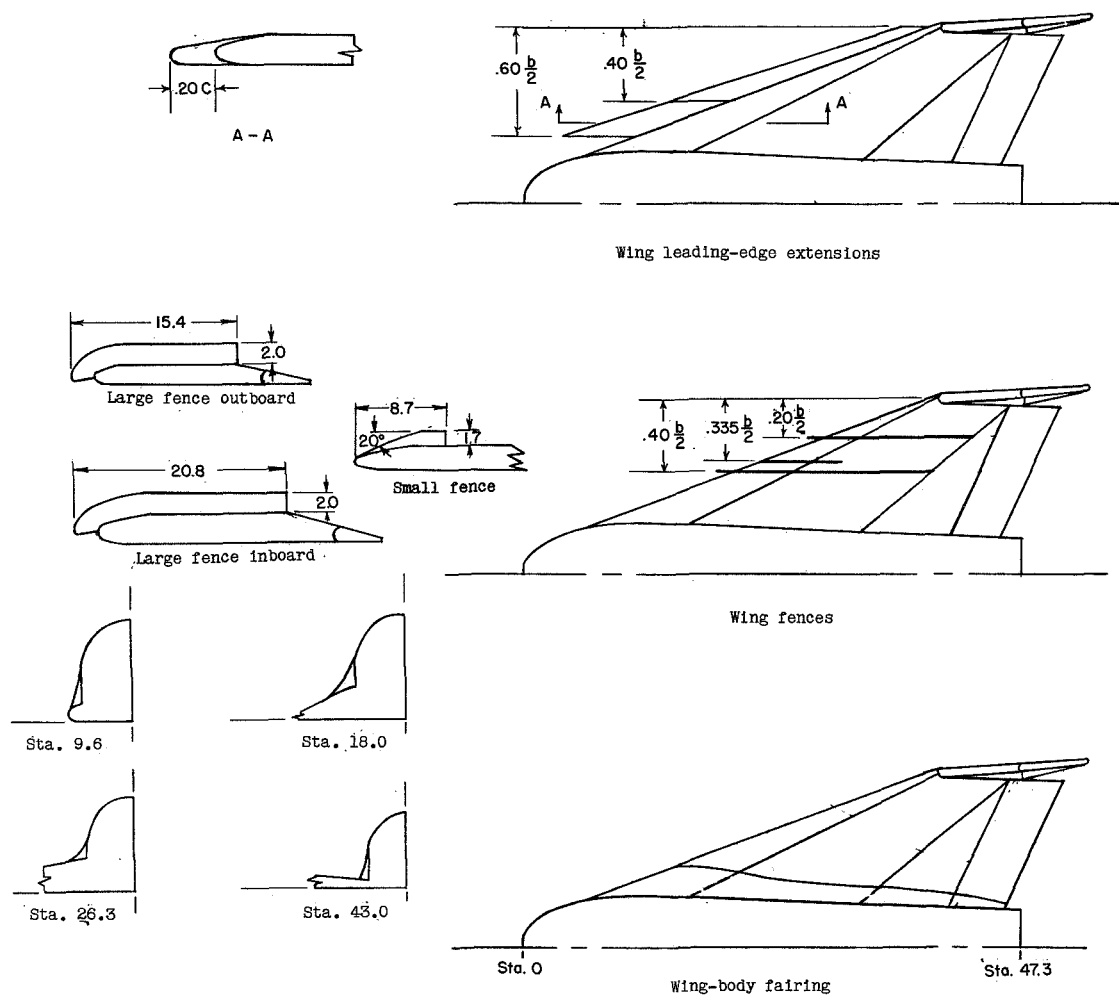 .20 C
A – A
.60 b/2
.40 b/2
A A
Wing leading-edge extensions
15.4
2.0
Large fence outboard
8.7
20°
1.7
Small fence
20.8
2.0
Large fence inboard
.40 b/2
.335 b/2
.20 b/2
Wing fences
Sta. 9.6
Sta. 18.0
Sta. 26.3
Sta. 43.0
Sta. 0
Sta. 47.3
Wing-body fairing